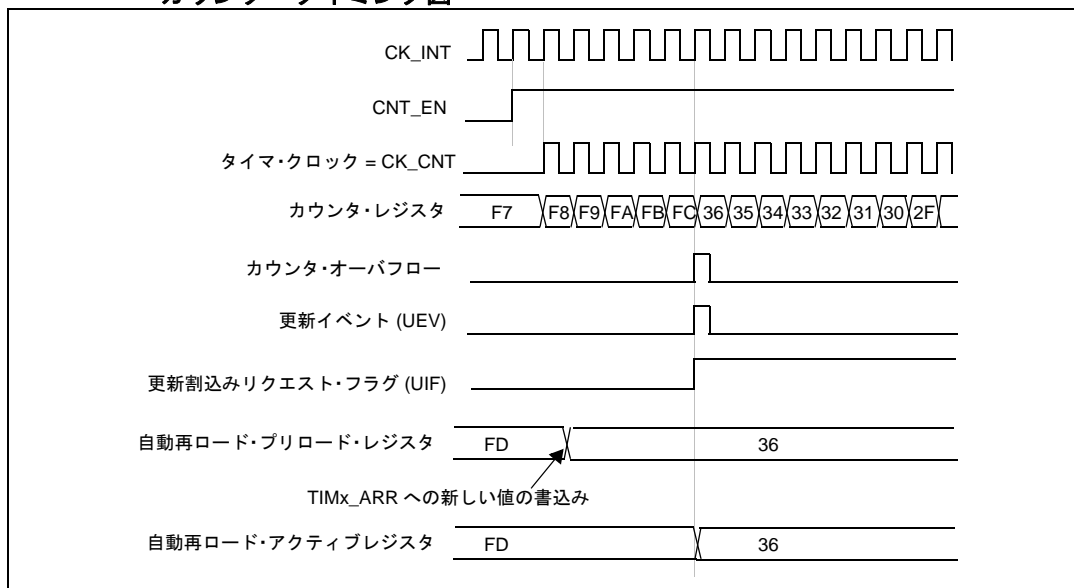 CK_INT
CNT_EN
タイマ・クロック = CK_CNT
カウンタ・レジスタ F7 F8 F9 FA FB FC 36 35 34 33 32 31 30 2F
カウンタ・オーバフロー
更新イベント (UEV)
更新割込みリクエスト・フラグ (UIF)
自動再ロード・プリロード・レジスタ FD 36
TIMx_ARR への新しい値の書込み
自動再ロード・アクティブレジスタ FD 36